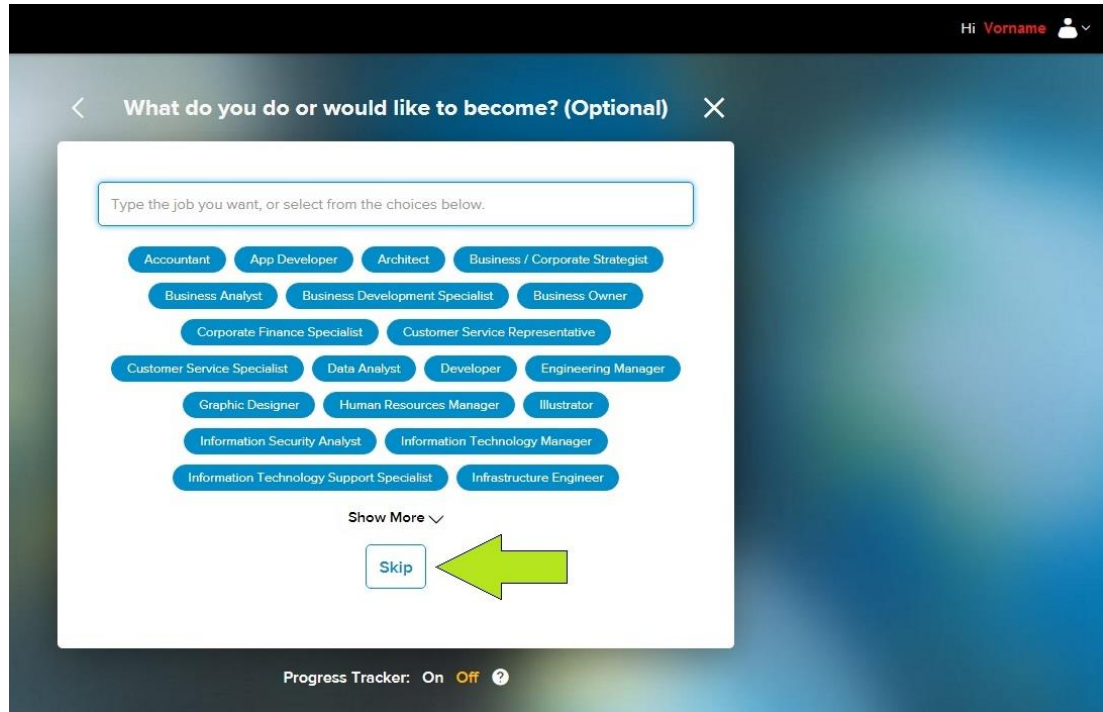 Hi Vorname
What do you do or would like to become? (Optional)
Type the job you want, or select from the choices below.
Accountant App Developer Architect Business / Corporate Strategist
Business Analyst Business Development Specialist Business Owner
Corporate Finance Specialist Customer Service Representative
Customer Service Specialist Data Analyst Developer Engineering Manager
Graphic Designer Human Resources Manager Illustrator
Information Security Analyst Information Technology Manager
Information Technology Support Specialist Infrastructure Engineer
Show More
Skip
Progress Tracker: On Off ?